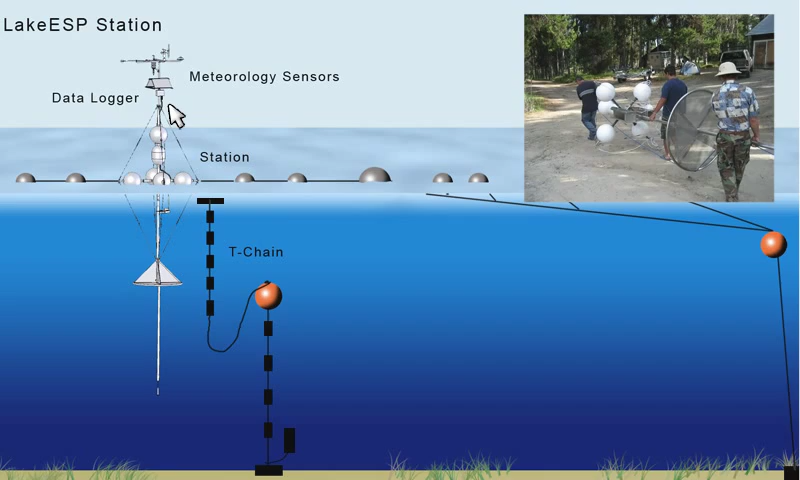 LakeESP Station
Meteorology Sensors
Data Logger
Station
T-Chain